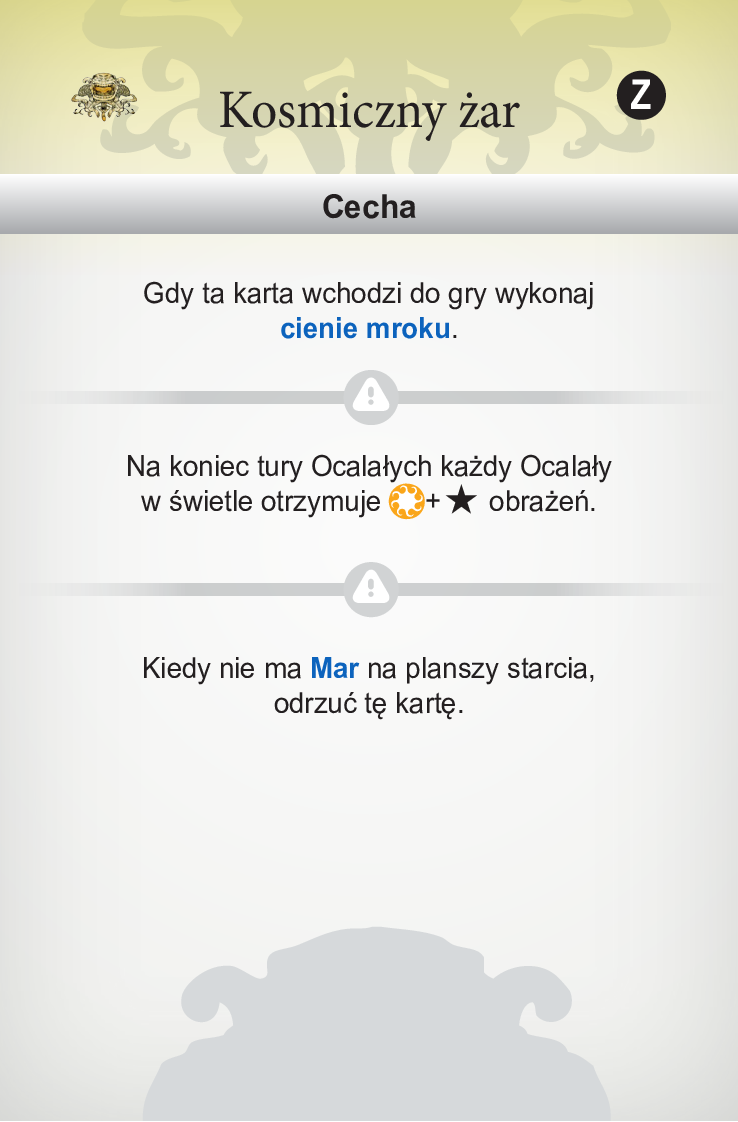 Kosmiczny żar
Z
Cecha
Gdy ta karta wchodzi do gry wykonaj
cienie mroku.
Na koniec tury Ocalałych każdy Ocalały
w świetle otrzymuje + ★ obrażeń.
Kiedy nie ma Mar na planszy starcia,
odrzuć tę kartę.